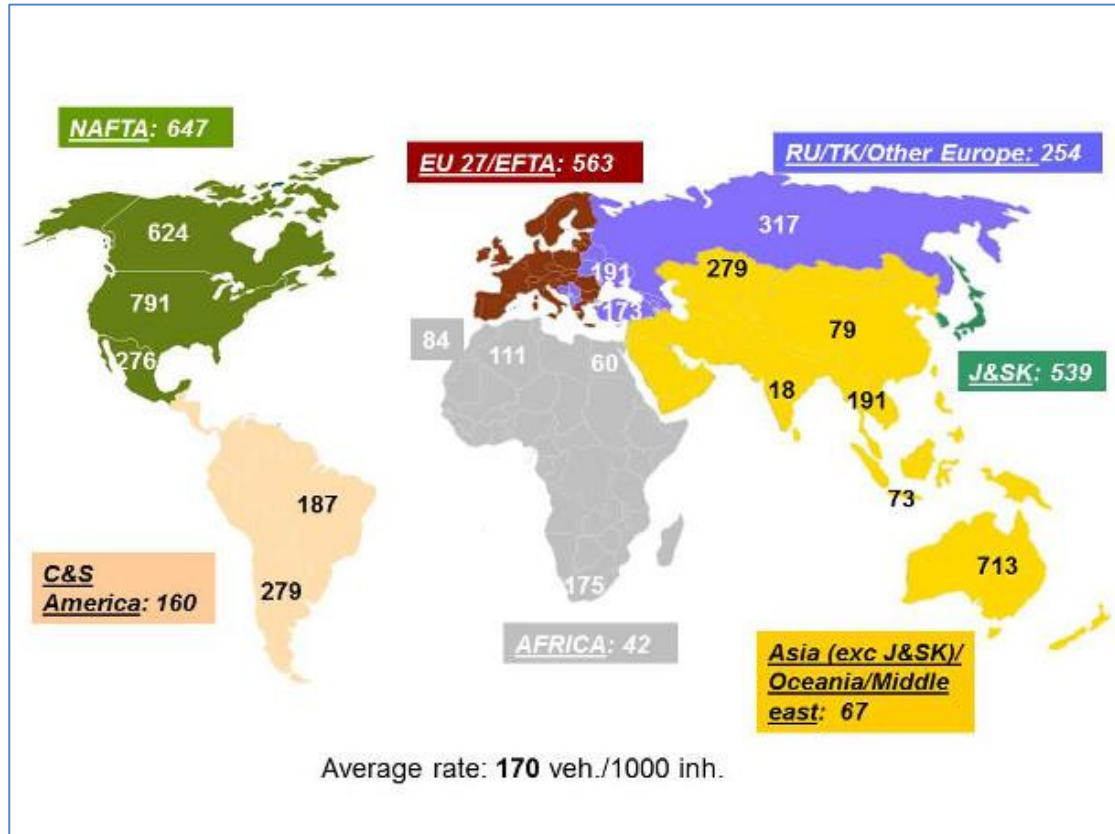 NAFTA: 647
EU 27/EFTA: 563
RU/TK/Other Europe: 254
624
317
791
191
279
276
173
84
111
60
79
J&SK: 539
18
191
73
187
C&S
America: 160
279
175
713
AFRICA: 42
Asia (exc J&SK)/
Oceania/Middle
east: 67
Average rate: 170 veh./1000 inh.